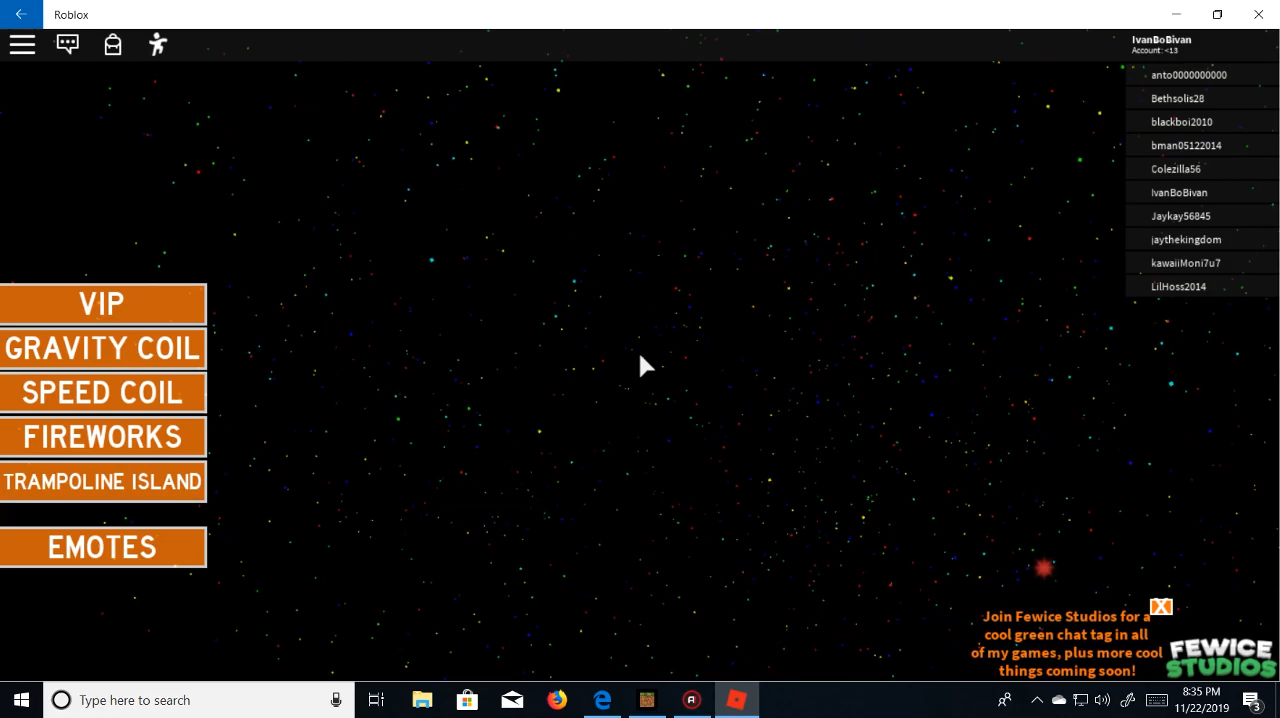 Roblox
IvanBoBivan
Account: <13
anto0000000000
Bethsolis28
blackboi2010
bman05122014
Colezilla56
IvanBoBivan
Jaykay56845
jaythekingdom
kawaiiMoni7u7
LilHoss2014
VIP
GRAVITY COIL
SPEED COIL
FIREWORKS
TRAMPOLINE ISLAND
EMOTES
X
Join Fewice Studios for a
cool green chat tag in all
of my games, plus more cool
things coming soon!
FEWICE
STUDIOS
Type here to search
8:35 PM
11/22/2019
3